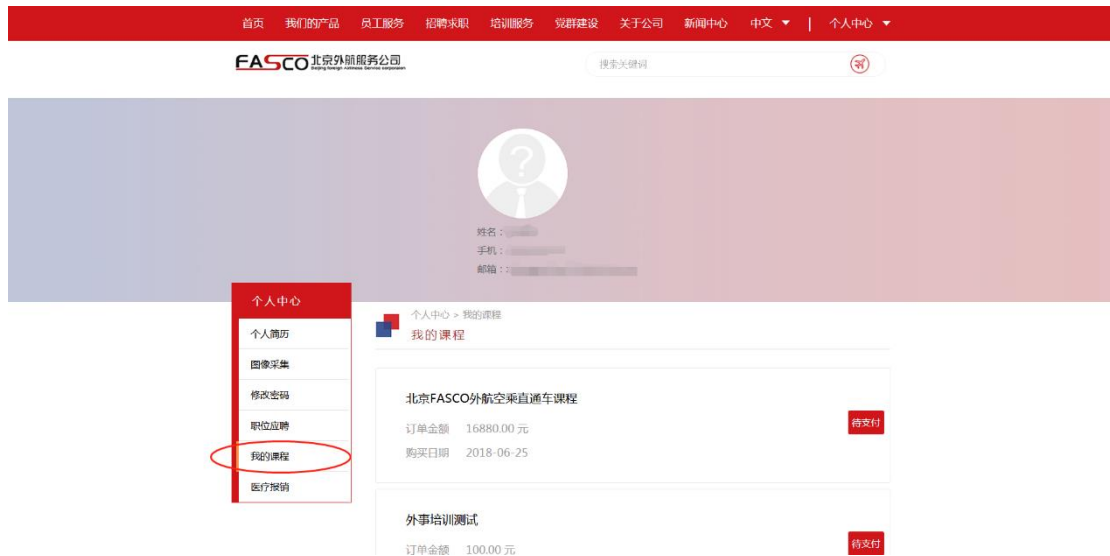 首页 我们的产品 员工服务 招聘求职 培训服务 党群建设 关于公司 新闻中心 中文 ▼ | 个人中心 ▼
FASCO 北京外航服务公司
Beijing Foreign Airlines Service Corporation
搜索关键词
姓名：
手机：
邮箱：:
个人中心
个人简历
图像采集
修改密码
职位应聘
我的课程
医疗报销
个人中心 > 我的课程
我的课程
北京FASCO外航空乘直通车课程
订单金额 16880.00 元
购买日期 2018-06-25
待支付
外事培训测试
订单金额 100.00 元
待支付